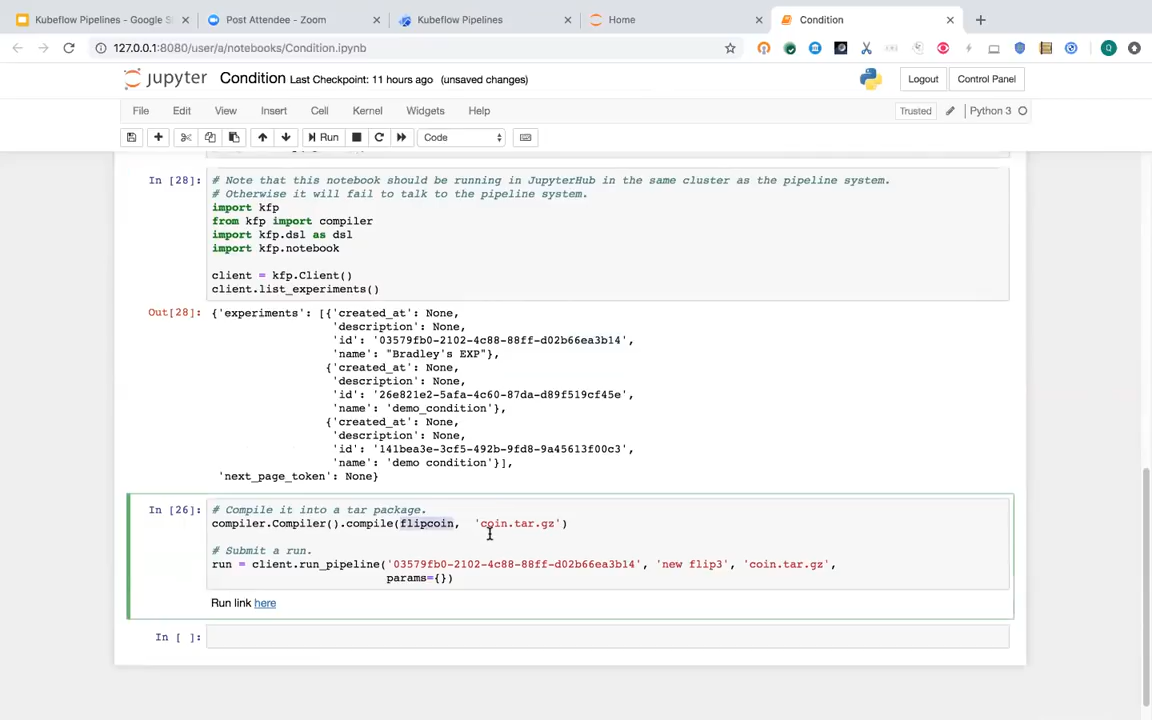 Kubeflow Pipelines - Google S
Post Attendee - Zoom
Kubeflow Pipelines
Home
Condition
127.0.0.1:8080/user/a/notebooks/Condition.ipynb
Q
jupyter Condition Last Checkpoint: 11 hours ago (unsaved changes)
Logout
Control Panel
File Edit View Insert Cell Kernel Widgets Help
Trusted
Python 3
Run
Code
In [28]: # Note that this notebook should be running in JupyterHub in the same cluster as the pipeline system.
# Otherwise it will fail to talk to the pipeline system.
import kfp
from kfp import compiler
import kfp.dsl as dsl
import kfp.notebook
client = kfp.Client()
client.list_experiments()
Out[28]: {'experiments': [{'created_at': None,
'description': None,
'id': '03579fb0-2102-4c88-88ff-d02b66ea3b14',
'name': "Bradley's EXP"},
{'created_at': None,
'description': None,
'id': '26e821e2-5afa-4c60-87da-d89f519cf45e',
'name': 'demo_condition'},
{'created_at': None,
'description': None,
'id': '141bea3e-3cf5-492b-9fd8-9a45613f00c3',
'name': 'demo condition'}],
'next_page_token': None}
In [26]: # Compile it into a tar package.
compiler.Compiler().compile(flipcoin, 'coin.tar.gz')
# Submit a run.
run = client.run_pipeline('03579fb0-2102-4c88-88ff-d02b66ea3b14', 'new flip3', 'coin.tar.gz',
params={})
Run link here
In [ ]: